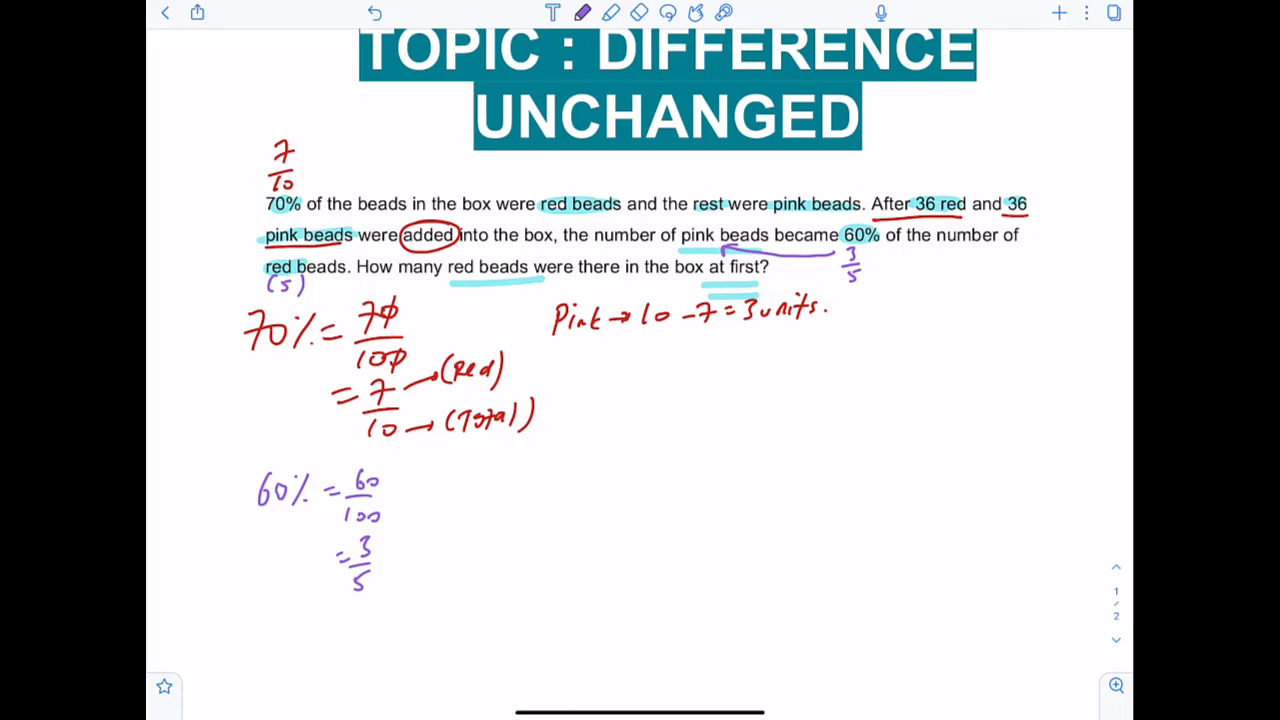 TOPIC : DIFFERENCE
UNCHANGED
7
10
70% of the beads in the box were red beads and the rest were pink beads. After 36 red and 36
pink beads were added into the box, the number of pink beads became 60% of the number of
red beads. How many red beads were there in the box at first?
3
5
(5)
70% = 70
100
= 7 → (Red)
10 → (Total)
Pink → 10 - 7 = 3 units.
60% = 60
100
= 3
5
1
/
2